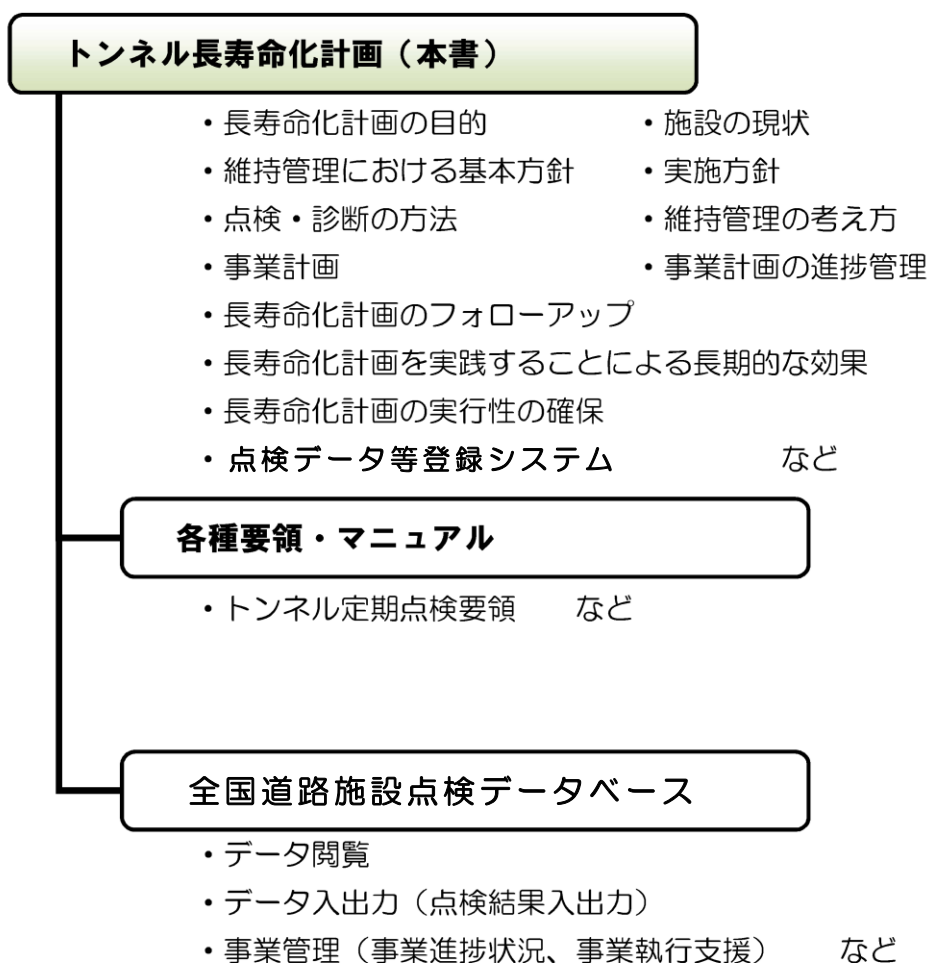 トンネル長寿命化計画（本書）
・長寿命化計画の目的 ・施設の現状
・維持管理における基本方針 ・実施方針
・点検・診断の方法 ・維持管理の考え方
・事業計画 ・事業計画の進捗管理
・長寿命化計画のフォローアップ
・長寿命化計画を実践することによる長期的な効果
・長寿命化計画の実行性の確保
・点検データ等登録システム など
各種要領・マニュアル
・トンネル定期点検要領 など
全国道路施設点検データベース
・データ閲覧
・データ入出力（点検結果入出力）
・事業管理（事業進捗状況、事業執行支援） など